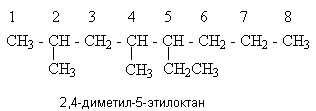 1 2 3 4 5 6 7 8
CH₃ - CH - CH₂ - CH - CH - CH₂ - CH₂ - CH₃
CH₃ CH₃ CH₂CH₃
2,4-диметил-5-этилоктан